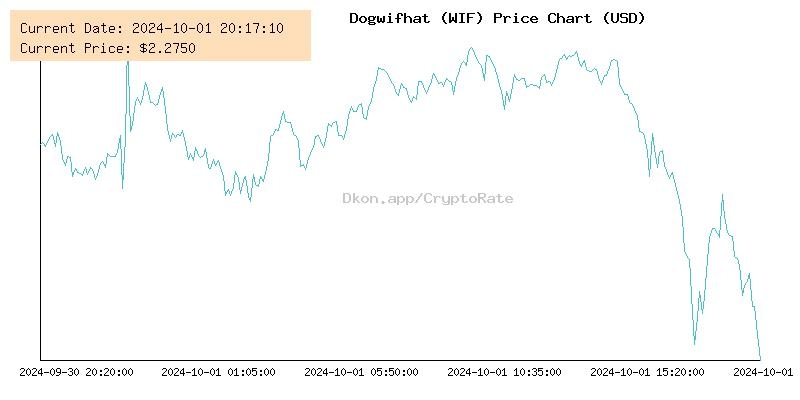 Dogwifhat (WIF) Price Chart (USD)
Current Date: 2024-10-01 20:17:10
Current Price: $2.2750
Dkon.app/CryptoRate
2024-09-30 20:20:00 2024-10-01 01:05:00 2024-10-01 05:50:00 2024-10-01 10:35:00 2024-10-01 15:20:00 2024-10-01